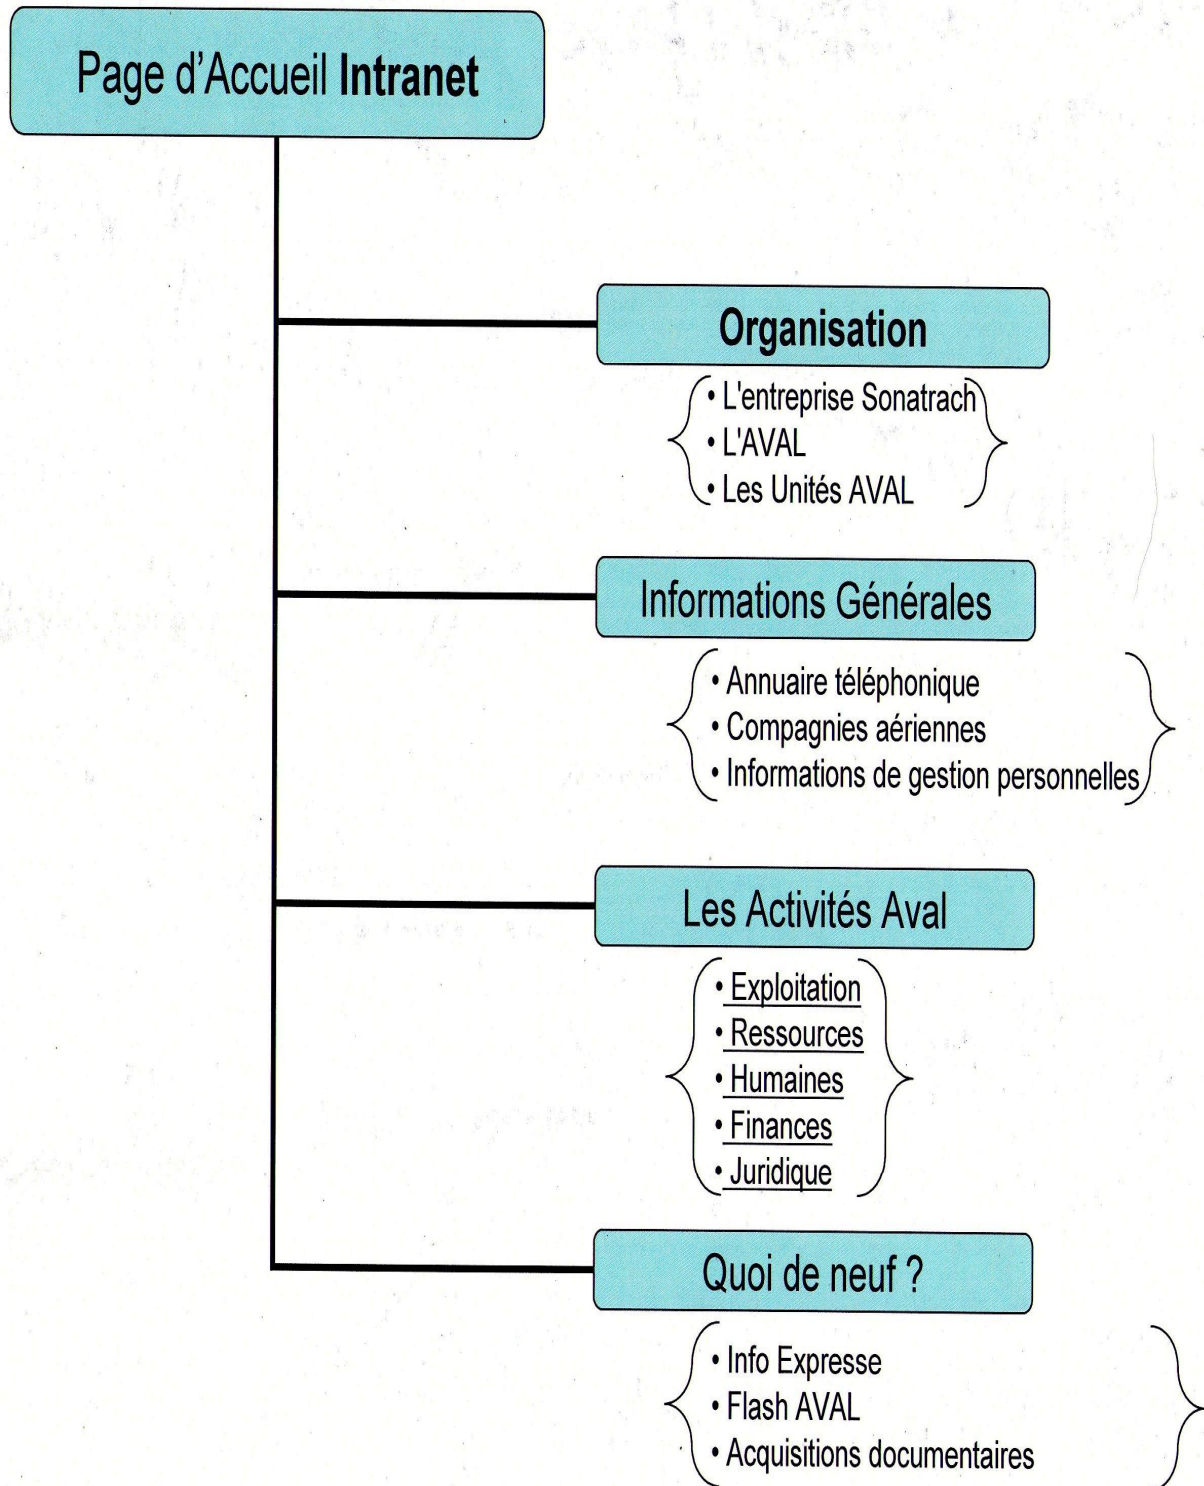 Page d'Accueil Intranet
Organisation
• L'entreprise Sonatrach
• L'AVAL
• Les Unités AVAL
Informations Générales
• Annuaire téléphonique
• Compagnies aériennes
• Informations de gestion personnelles
Les Activités Aval
• Exploitation
• Ressources
• Humaines
• Finances
• Juridique
Quoi de neuf ?
• Info Expresse
• Flash AVAL
• Acquisitions documentaires